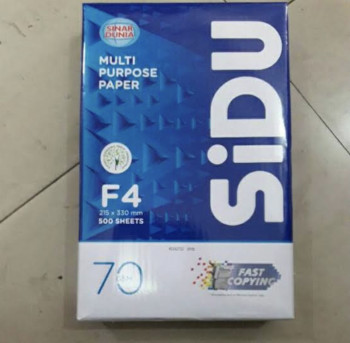 SINAR
DUNIA
MULTI
PURPOSE
PAPER
SiDU
F4
215 x 330 mm
500 SHEETS
70
FAST
COPYING